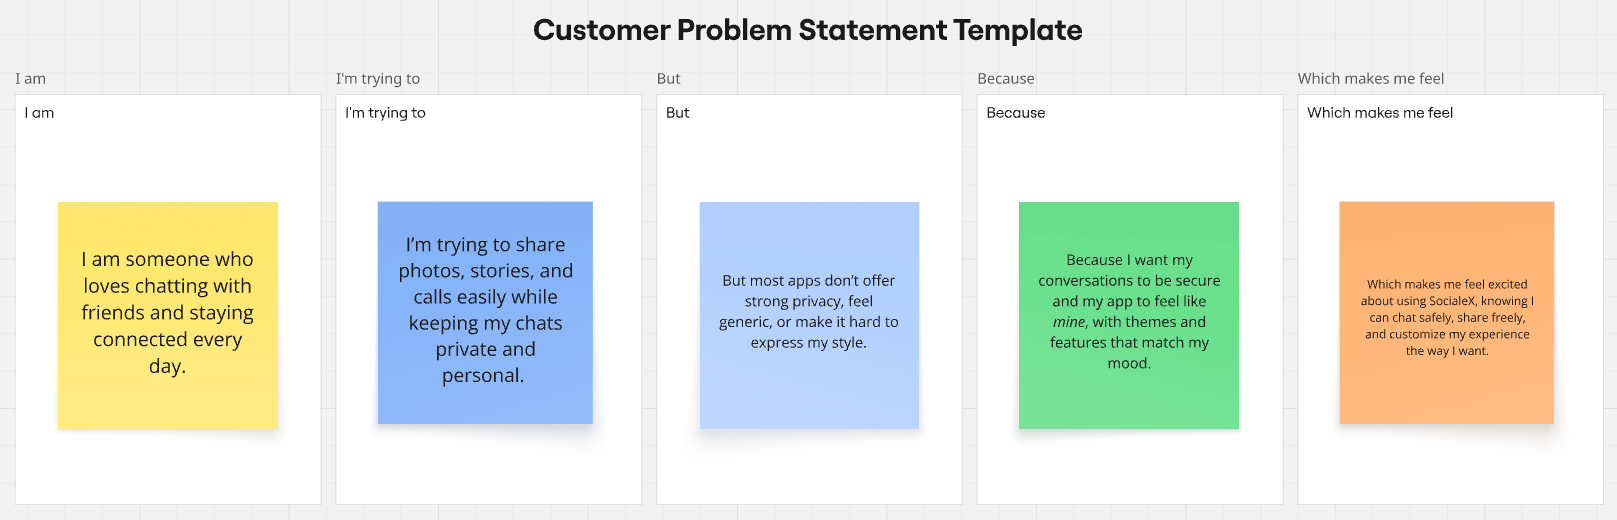 Customer Problem Statement Template
I am
I'm trying to
But
Because
Which makes me feel
I am
I'm trying to
But
Because
Which makes me feel
I am someone who
loves chatting with
friends and staying
connected every
day.
I’m trying to share
photos, stories, and
calls easily while
keeping my chats
private and
personal.
But most apps don’t offer
strong privacy, feel
generic, or make it hard to
express my style.
Because I want my
conversations to be secure
and my app to feel like
mine, with themes and
features that match my
mood.
Which makes me feel excited
about using SocialeX, knowing I
can chat safely, share freely,
and customize my experience
the way I want.